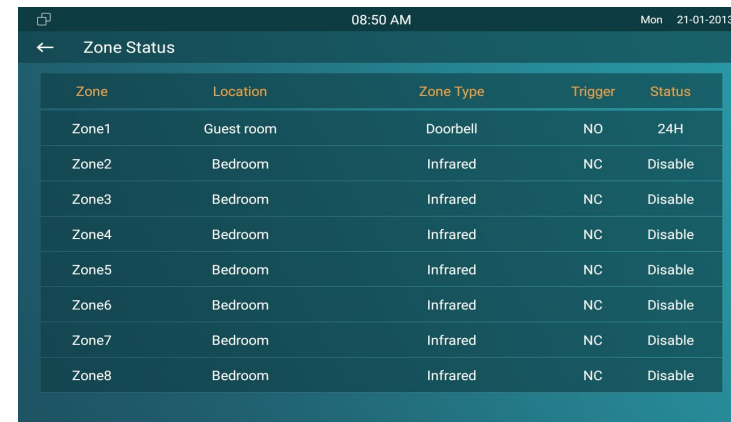 08:50 AM Mon 21-01-2013
Zone Status
Zone Location Zone Type Trigger Status
Zone1 Guest room Doorbell NO 24H
Zone2 Bedroom Infrared NC Disable
Zone3 Bedroom Infrared NC Disable
Zone4 Bedroom Infrared NC Disable
Zone5 Bedroom Infrared NC Disable
Zone6 Bedroom Infrared NC Disable
Zone7 Bedroom Infrared NC Disable
Zone8 Bedroom Infrared NC Disable